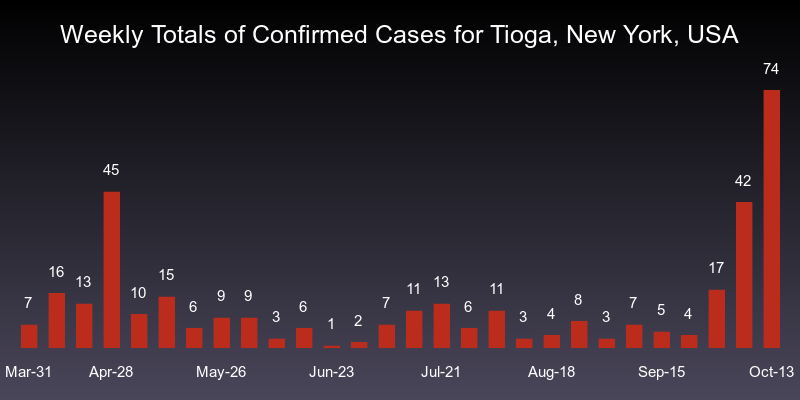 Weekly Totals of Confirmed Cases for Tioga, New York, USA
7 16 13 45 10 15 6 9 9 3 6 1 2 7 11 13 6 11 3 4 8 3 7 5 4 17 42 74
Mar-31 Apr-28 May-26 Jun-23 Jul-21 Aug-18 Sep-15 Oct-13